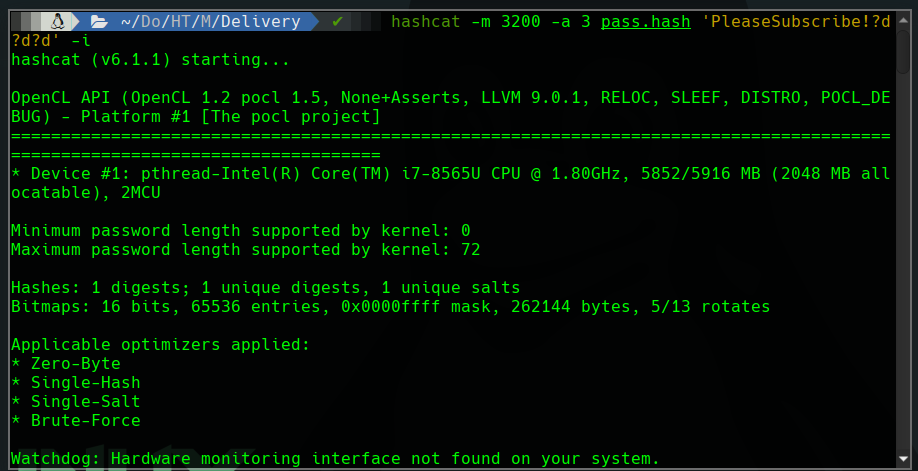 ~/Do/HT/M/Delivery ✔ hashcat -m 3200 -a 3 pass.hash 'PleaseSubscribe!?d
?d?d' -i
hashcat (v6.1.1) starting...
OpenCL API (OpenCL 1.2 pocl 1.5, None+Asserts, LLVM 9.0.1, RELOC, SLEEF, DISTRO, POCL_DE
BUG) - Platform #1 [The pocl project]
========================================================================================
=====================================
* Device #1: pthread-Intel(R) Core(TM) i7-8565U CPU @ 1.80GHz, 5852/5916 MB (2048 MB all
ocatable), 2MCU
Minimum password length supported by kernel: 0
Maximum password length supported by kernel: 72
Hashes: 1 digests; 1 unique digests, 1 unique salts
Bitmaps: 16 bits, 65536 entries, 0x0000ffff mask, 262144 bytes, 5/13 rotates
Applicable optimizers applied:
* Zero-Byte
* Single-Hash
* Single-Salt
* Brute-Force
Watchdog: Hardware monitoring interface not found on your system.